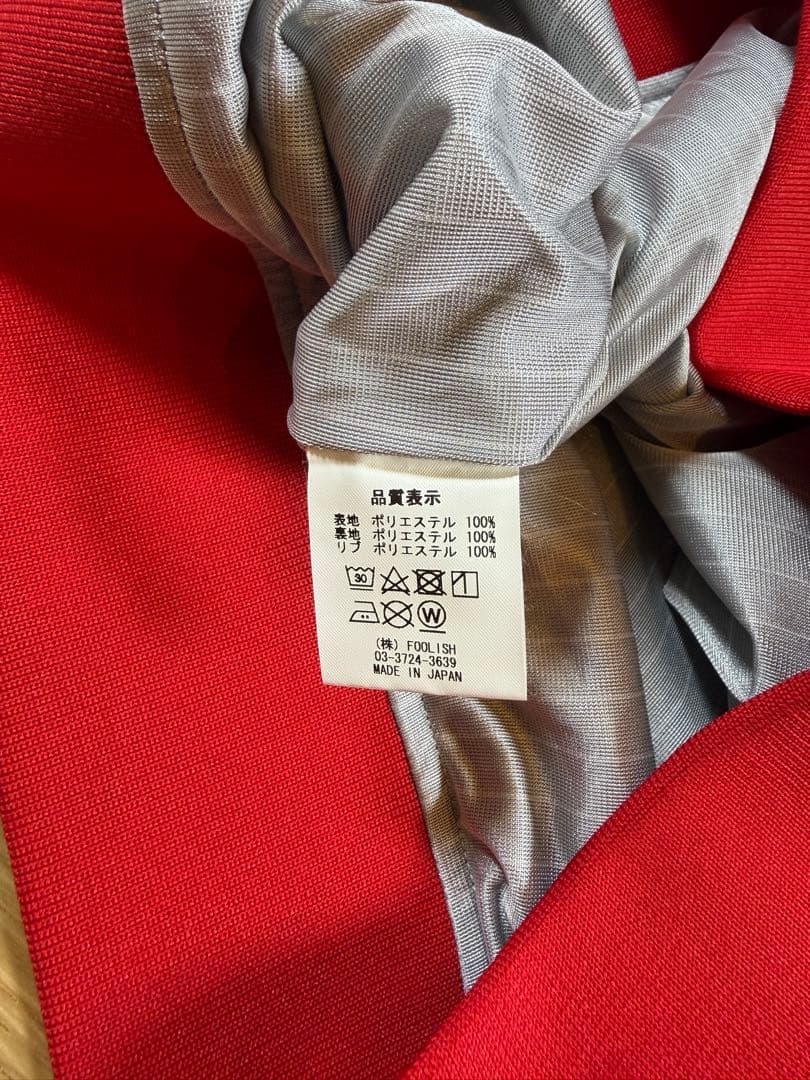 品質表示
表地 ポリエステル 100%
裏地 ポリエステル 100%
リブ ポリエステル 100%
30
W
(株) FOOLISH
03-3724-3639
MADE IN JAPAN